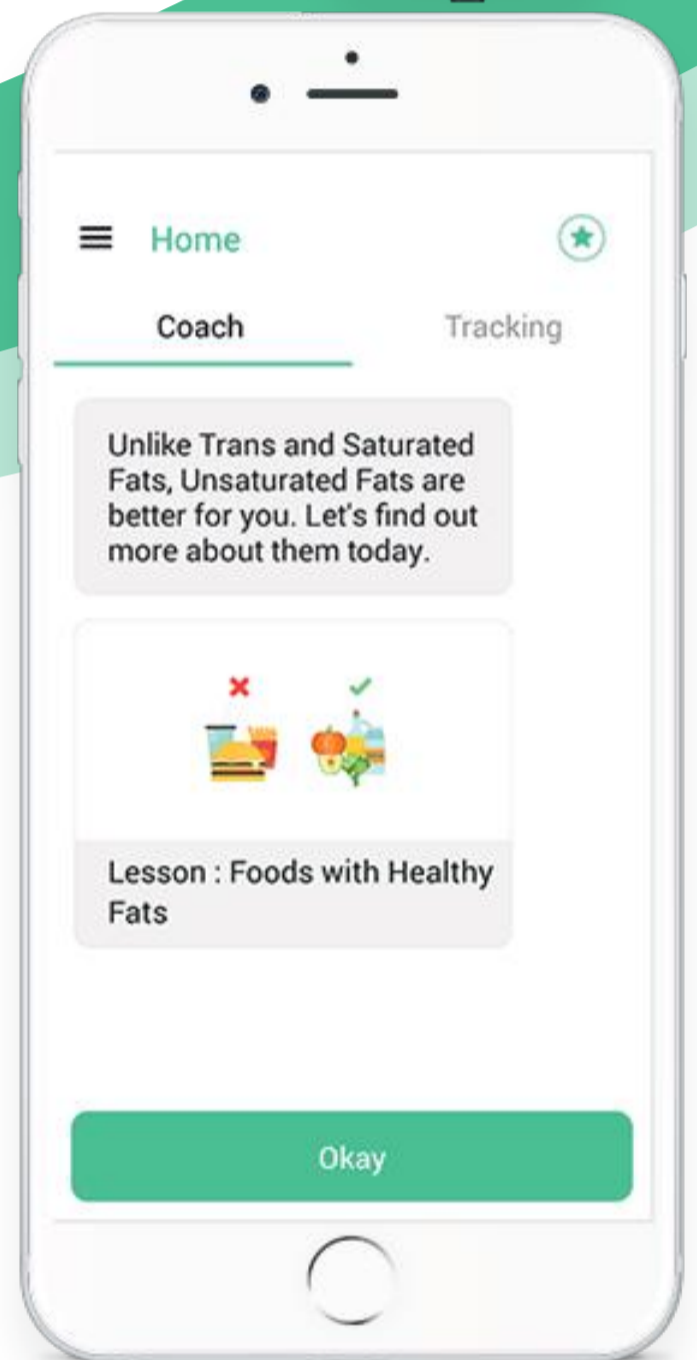 Home
Coach
Tracking
Unlike Trans and Saturated
Fats, Unsaturated Fats are
better for you. Let's find out
more about them today.
Lesson : Foods with Healthy
Fats
Okay